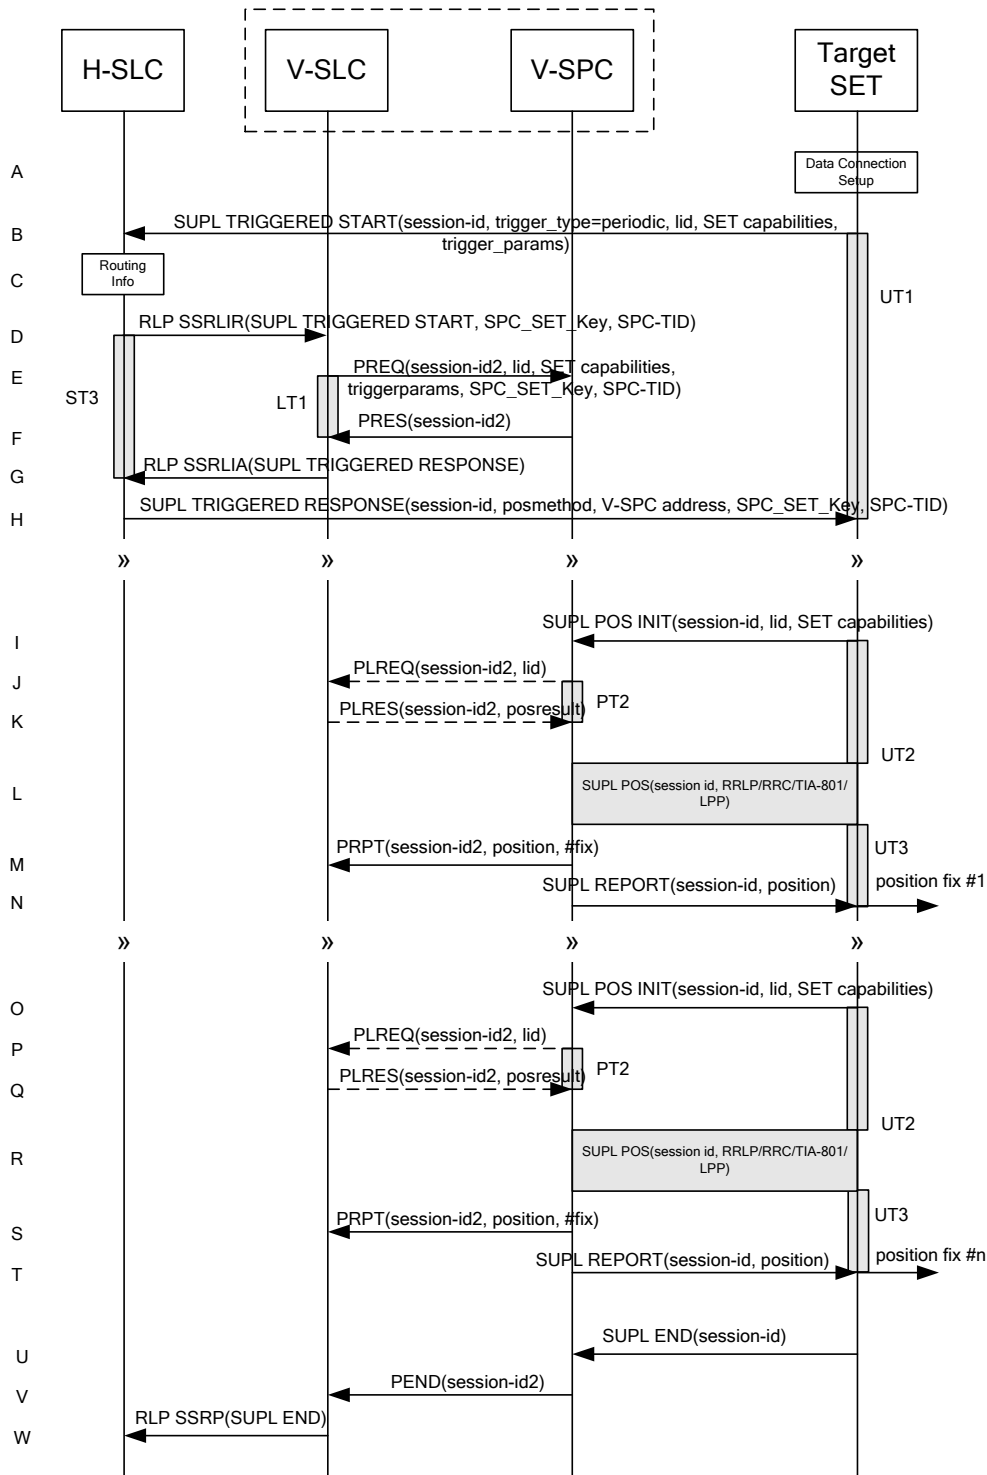 H-SLC
V-SLC
V-SPC
Target
SET
A
Data Connection
Setup
B
SUPL TRIGGERED START(session-id, trigger_type=periodic, lid, SET capabilities,
trigger_params)
C
Routing
Info
UT1
D
RLP SSRLIR(SUPL TRIGGERED START, SPC_SET_Key, SPC-TID)
E
PREQ(session-id2, lid, SET capabilities,
triggerparams, SPC_SET_Key, SPC-TID)
ST3
LT1
F
PRES(session-id2)
G
RLP SSRLIA(SUPL TRIGGERED RESPONSE)
H
SUPL TRIGGERED RESPONSE(session-id, posmethod, V-SPC address, SPC_SET_Key, SPC-TID)
» » » »
I
SUPL POS INIT(session-id, lid, SET capabilities)
J
PLREQ(session-id2, lid)
PT2
K
PLRES(session-id2, posresult)
UT2
L
SUPL POS(session id, RRLP/RRC/TIA-801/
LPP)
M
PRPT(session-id2, position, #fix)
UT3
N
SUPL REPORT(session-id, position)
position fix #1
» » » »
O
SUPL POS INIT(session-id, lid, SET capabilities)
P
PLREQ(session-id2, lid)
PT2
Q
PLRES(session-id2, posresult)
UT2
R
SUPL POS(session id, RRLP/RRC/TIA-801/
LPP)
S
PRPT(session-id2, position, #fix)
UT3
T
SUPL REPORT(session-id, position)
position fix #n
U
SUPL END(session-id)
V
PEND(session-id2)
W
RLP SSRP(SUPL END)